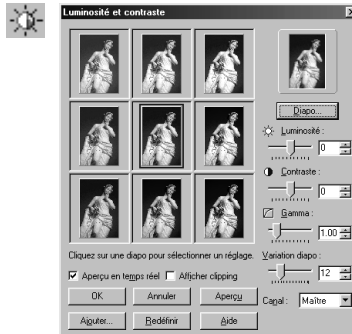 Luminosité et contraste
Diapo...
Luminosité :
0
Contraste :
0
Gamma :
1.00
Cliquez sur une diapo pour sélectionner un réglage.
Variation diapo :
12
Aperçu en temps réel
Afficher clipping
OK
Annuler
Aperçu
Canal :
Maître
Ajouter...
Redéfinir
Aide